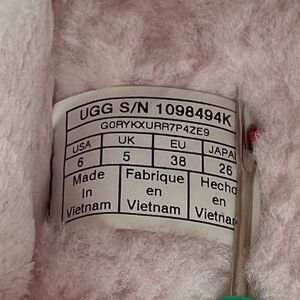 UGG S/N 1098494K
G0RYKXURR7P4ZE9
USA UK EU JAPAN
6 5 38 26
Made Fabrique Hecho
In en en
Vietnam Vietnam Vietnam